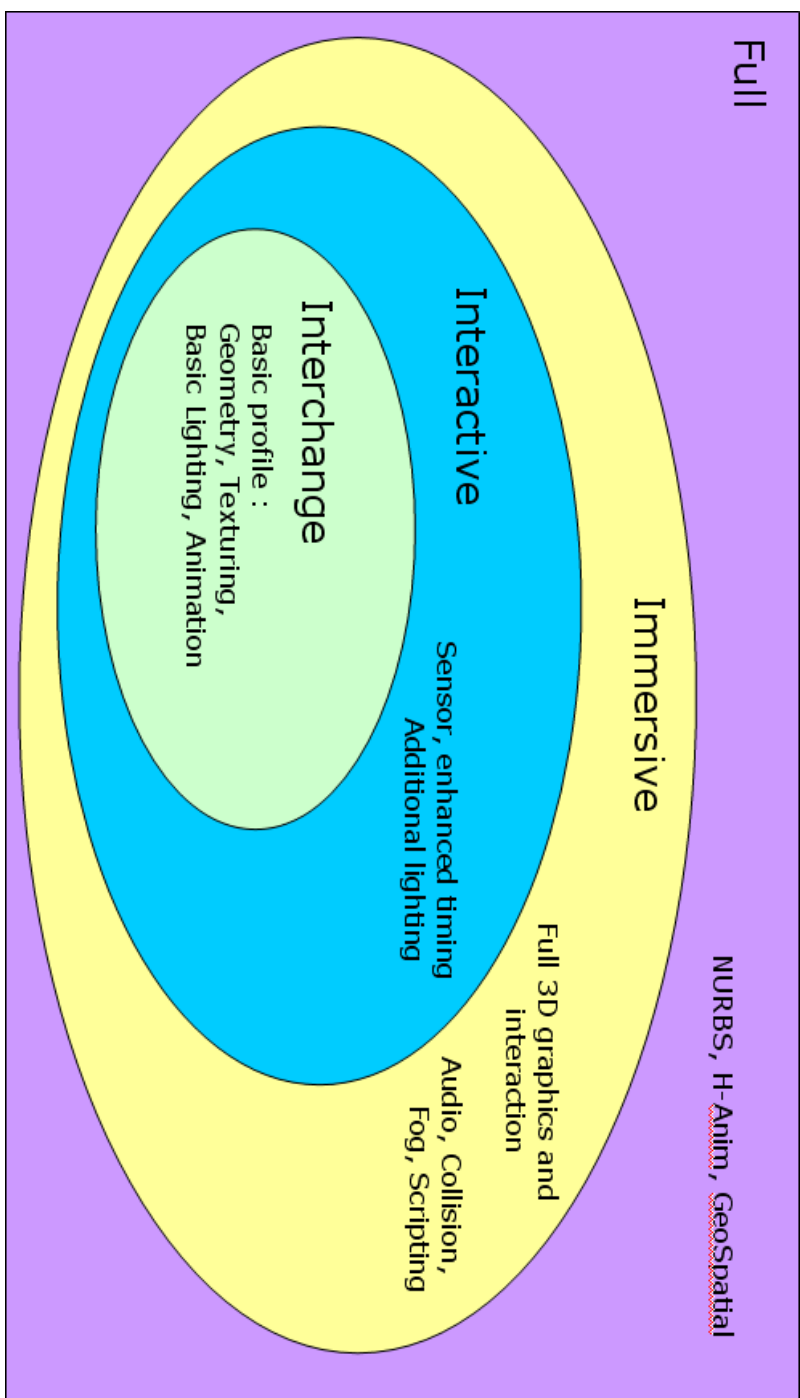 Full
Immersive
NURBS, H-Anim, GeoSpatial
Interactive
Full 3D graphics and
interaction
Sensor, enhanced timing
Additional lighting
Audio, Collision,
Fog, Scripting
Interchange
Basic profile :
Geometry, Texturing,
Basic Lighting, Animation